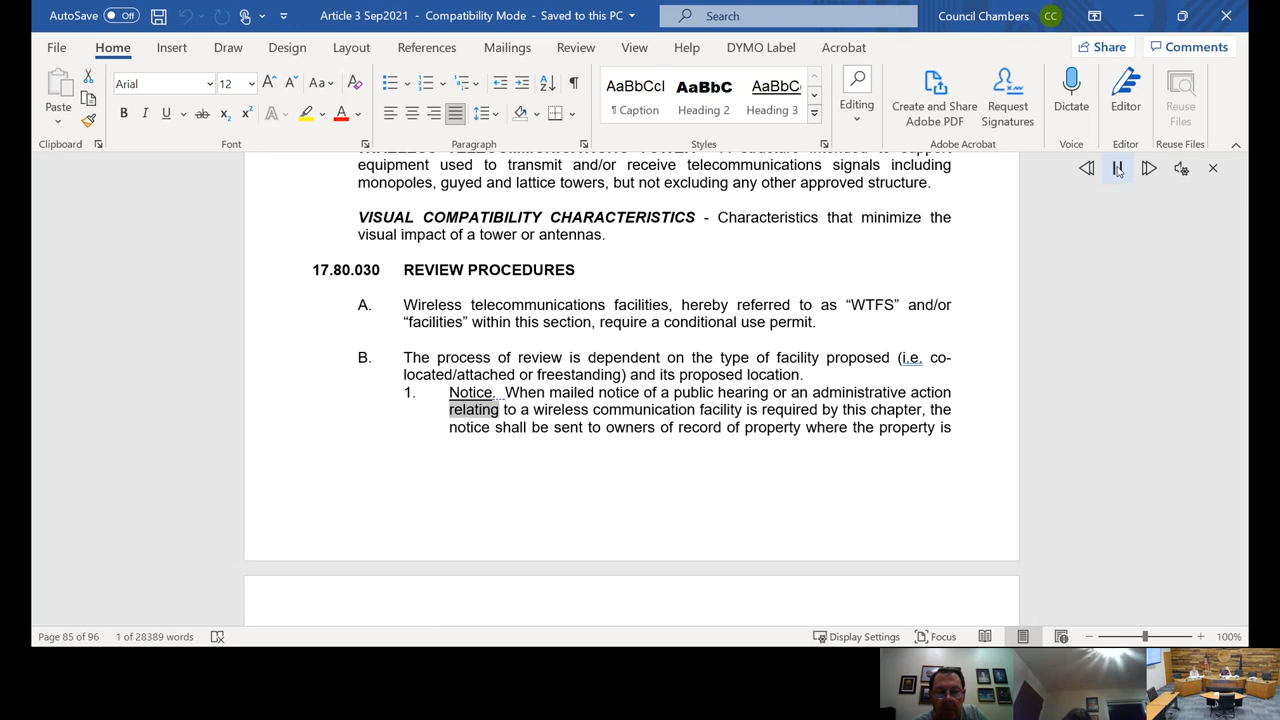 AutoSave Off Article 3 Sep2021 - Compatibility Mode - Saved to this PC Search Council Chambers CC
File Home Insert Draw Design Layout References Mailings Review View Help DYMO Label Acrobat Share Comments
Paste Arial 12 Aa AaBbCcI AaBbC AaBbCc
¶ Caption Heading 2 Heading 3 Editing Create and Share Adobe PDF Request Signatures Dictate Editor Reuse Files
Clipboard Font Paragraph Styles Adobe Acrobat Voice Editor Reuse Files
equipment used to transmit and/or receive telecommunications signals including
monopoles, guyed and lattice towers, but not excluding any other approved structure.
VISUAL COMPATIBILITY CHARACTERISTICS - Characteristics that minimize the
visual impact of a tower or antennas.
17.80.030 REVIEW PROCEDURES
A. Wireless telecommunications facilities, hereby referred to as “WTFS” and/or
“facilities” within this section, require a conditional use permit.
B. The process of review is dependent on the type of facility proposed (i.e. co-
located/attached or freestanding) and its proposed location.
1. Notice. When mailed notice of a public hearing or an administrative action
relating to a wireless communication facility is required by this chapter, the
notice shall be sent to owners of record of property where the property is
Page 85 of 96 1 of 28389 words Display Settings Focus 100%